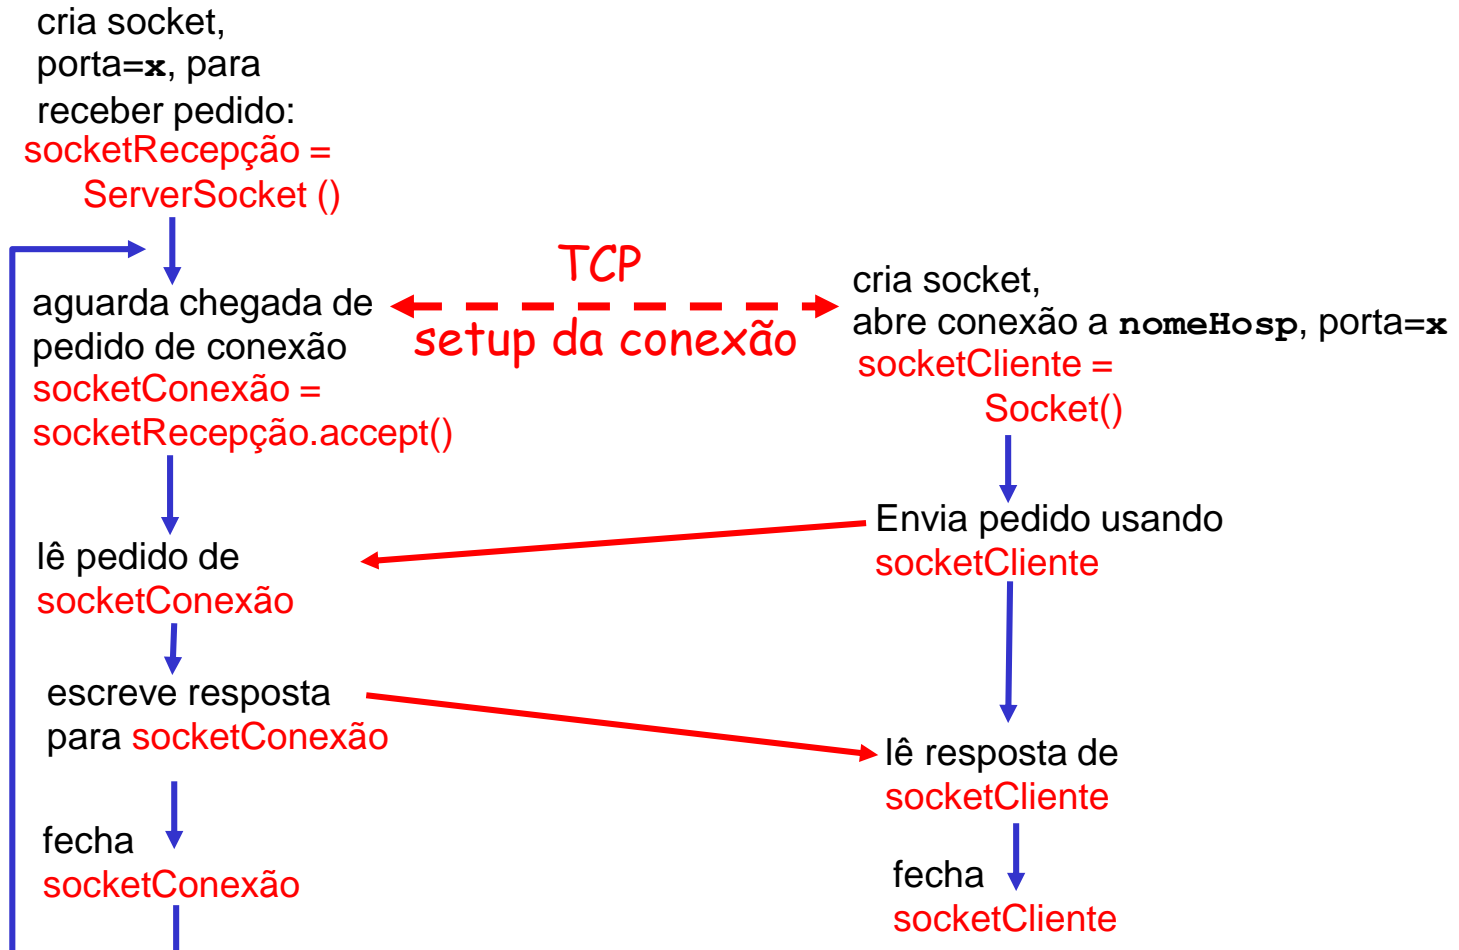 cria socket,
porta=x, para
receber pedido:
socketRecepção =
ServerSocket ()
TCP
setup da conexão
aguarda chegada de
pedido de conexão
socketConexão =
socketRecepção.accept()
cria socket,
abre conexão a nomeHosp, porta=x
socketCliente =
Socket()
Envia pedido usando
socketCliente
lê pedido de
socketConexão
escreve resposta
para socketConexão
lê resposta de
socketCliente
fecha
socketConexão
fecha
socketCliente